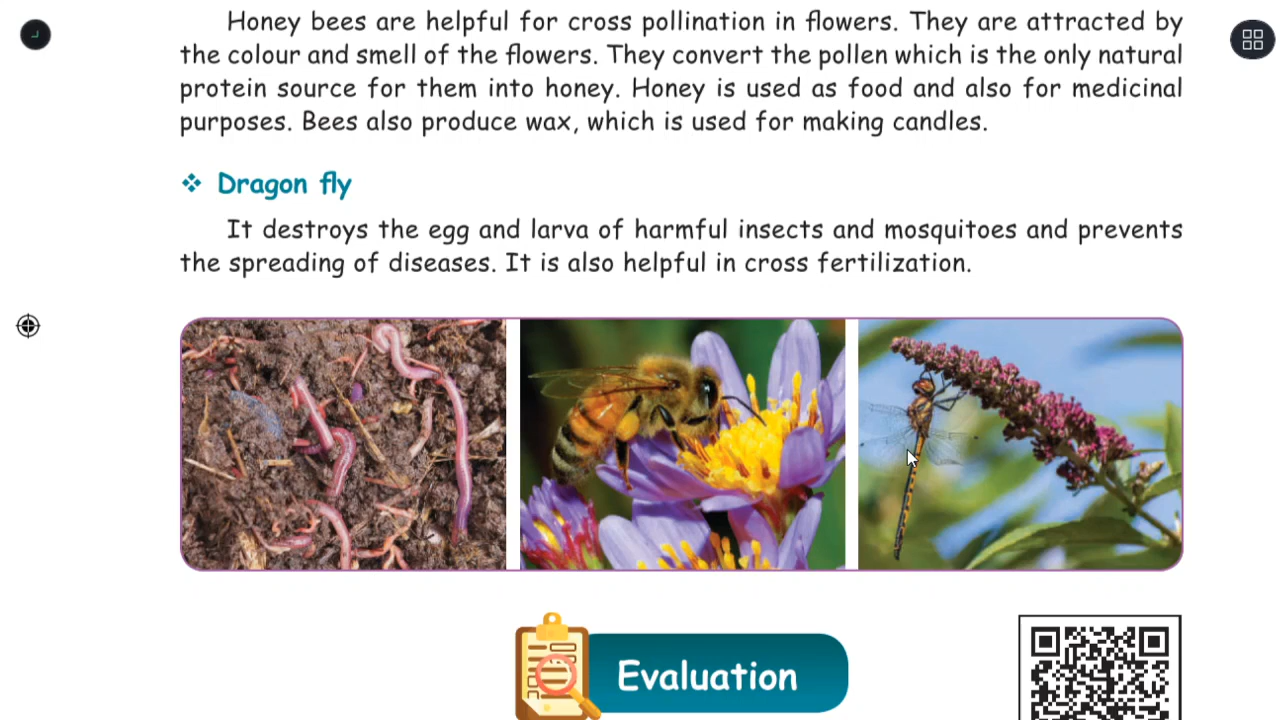 Honey bees are helpful for cross pollination in flowers. They are attracted by
the colour and smell of the flowers. They convert the pollen which is the only natural
protein source for them into honey. Honey is used as food and also for medicinal
purposes. Bees also produce wax, which is used for making candles.
❖ Dragon fly
It destroys the egg and larva of harmful insects and mosquitoes and prevents
the spreading of diseases. It is also helpful in cross fertilization.
Evaluation